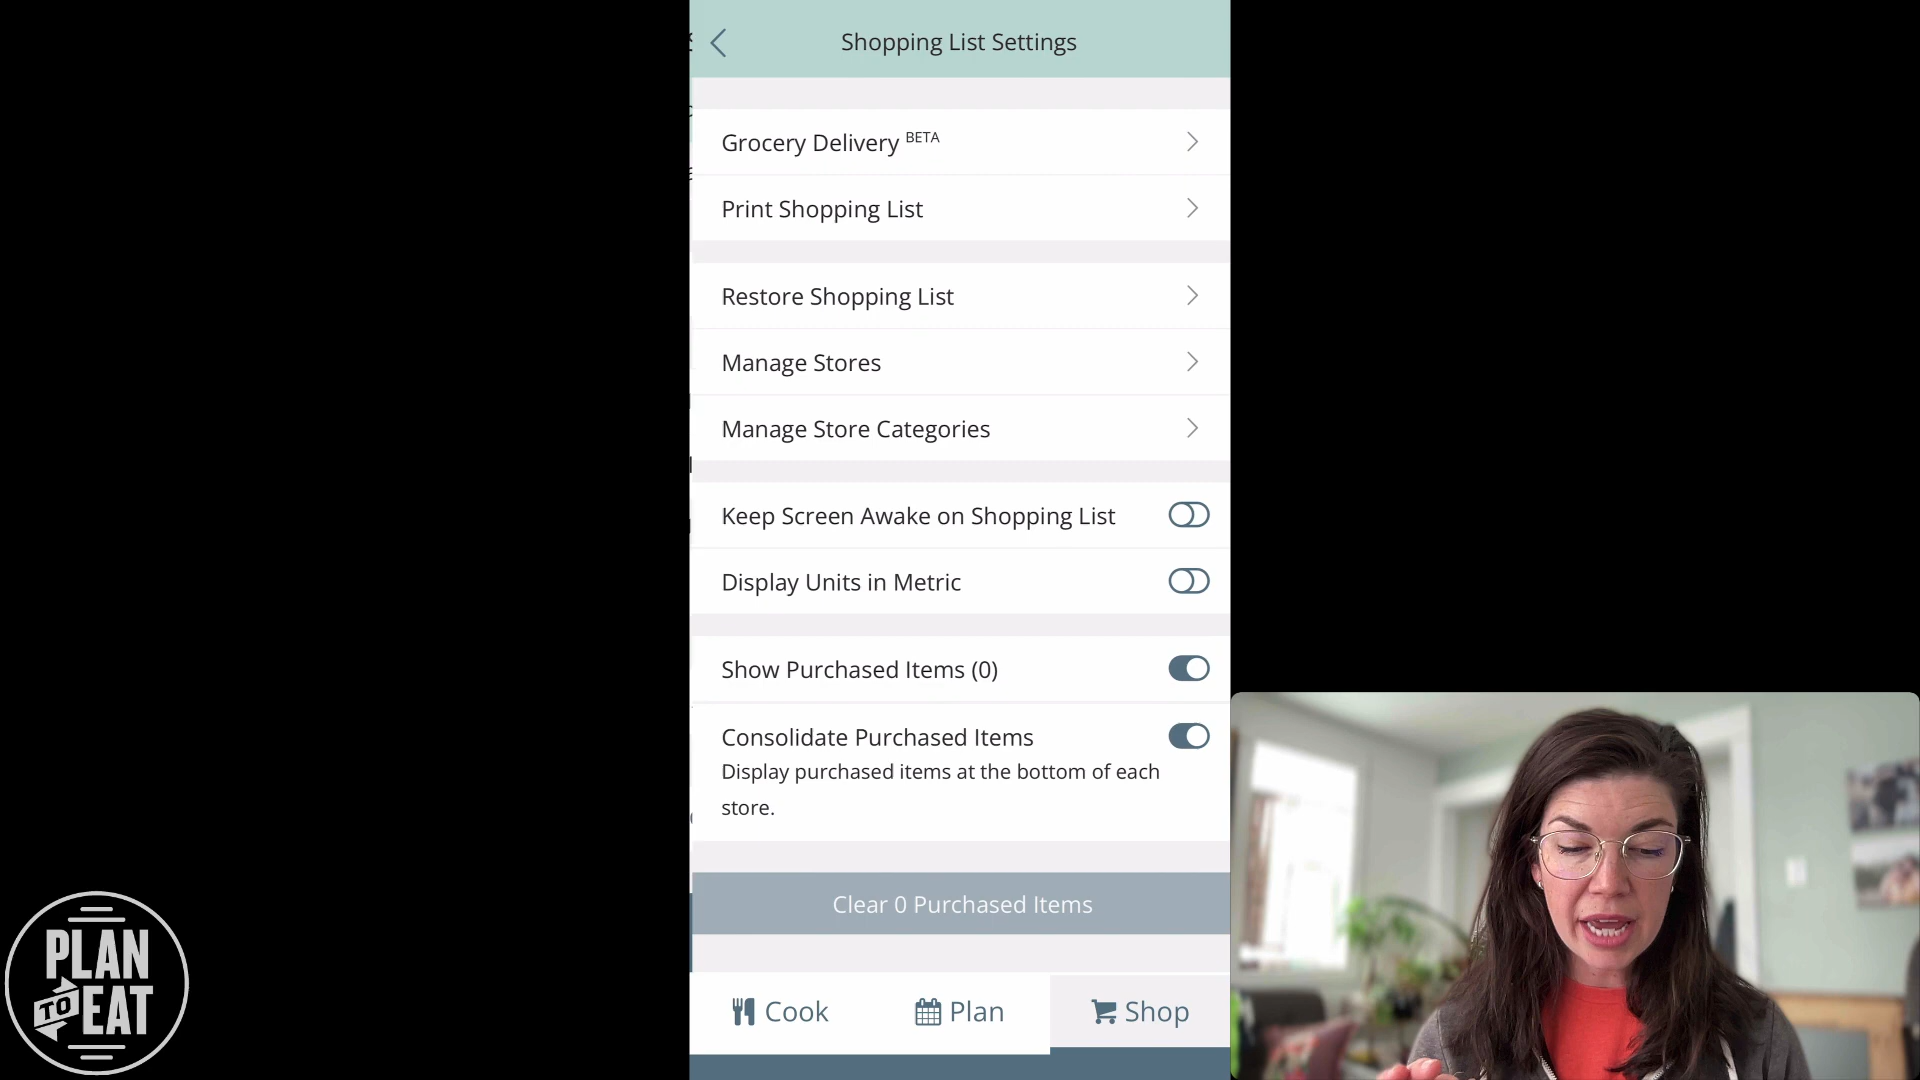 Shopping List Settings
Grocery Delivery BETA
Print Shopping List
Restore Shopping List
Manage Stores
Manage Store Categories
Keep Screen Awake on Shopping List
Display Units in Metric
Show Purchased Items (0)
Consolidate Purchased Items
Display purchased items at the bottom of each
store.
Clear 0 Purchased Items
Cook
Plan
Shop
PLAN
TO
EAT